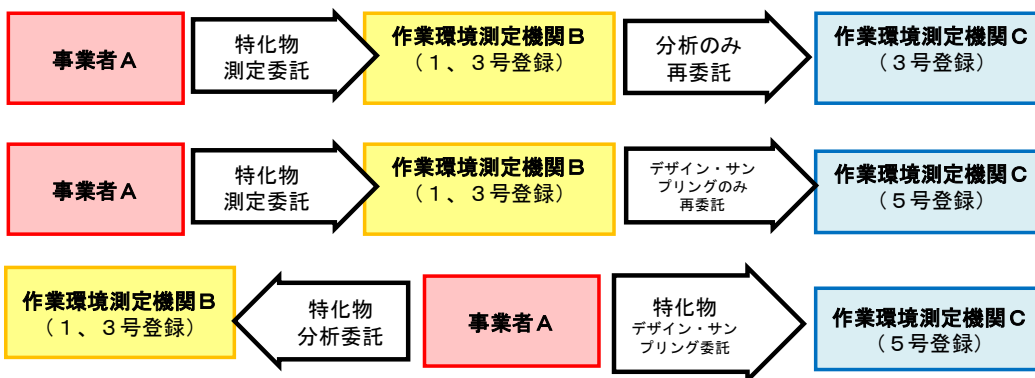 事業者A
特化物
測定委託
作業環境測定機関B
（１、３号登録）
分析のみ
再委託
作業環境測定機関C
（３号登録）
事業者A
特化物
測定委託
作業環境測定機関B
（１、３号登録）
デザイン・サン
プリングのみ
再委託
作業環境測定機関C
（５号登録）
作業環境測定機関B
（１、３号登録）
特化物
分析委託
事業者A
特化物
デザイン・サン
プリング委託
作業環境測定機関C
（５号登録）